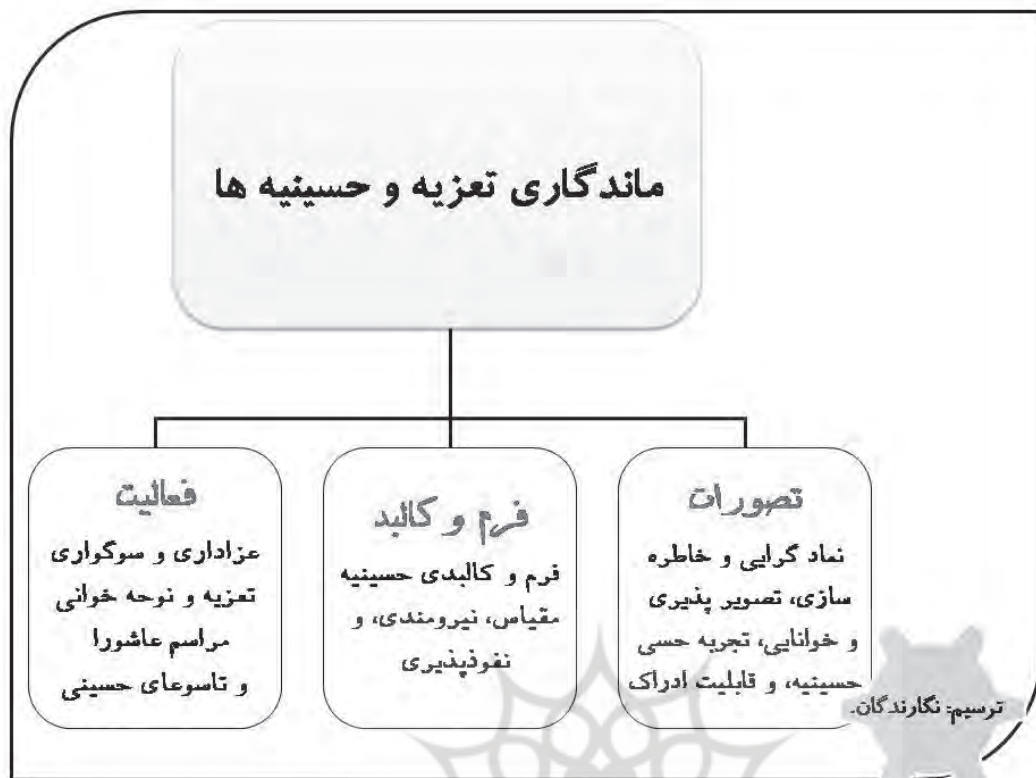 ماندگاری تعزیه و حسینیه ها
تصورات
نماد گرایی و خاطره
سازی، تصویر پذیری
و خوانایی، تجربه حسی
حسینیه، و قابلیت ادراک
فرم و کالبد
فرم و کالبدی حسینیه
مقیاس، نیرومندی، و
نفوذپذیری
فعالیت
عزاداری و سوگواری
تعزیه و نوحه خوانی
مراسم عاشورا
و تاسوعای حسینی
ترسیم: نگارندگان.